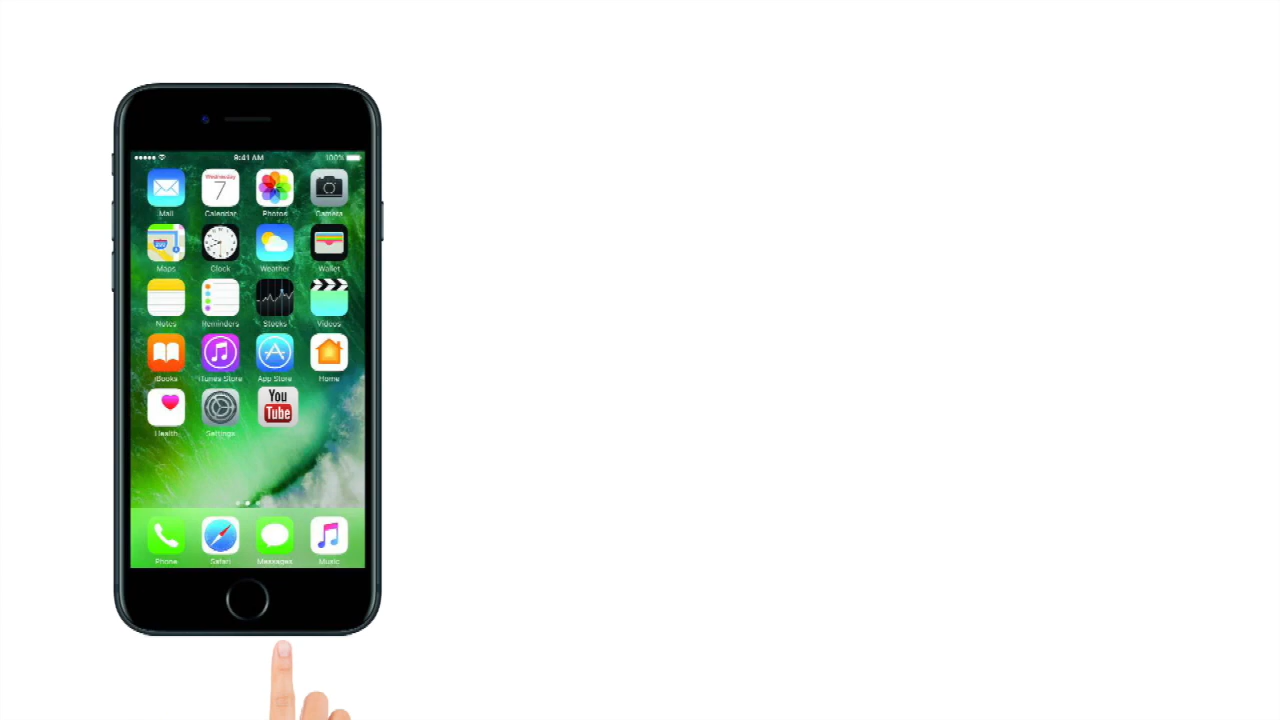 9:41 AM 100%
Wednesday
7
Mail Calendar Photos Camera
280
Maps Clock Weather Wallet
Notes Reminders Stocks Videos
iBooks iTunes Store App Store Home
You
Tube
Health Settings
Phone Safari Messages Music